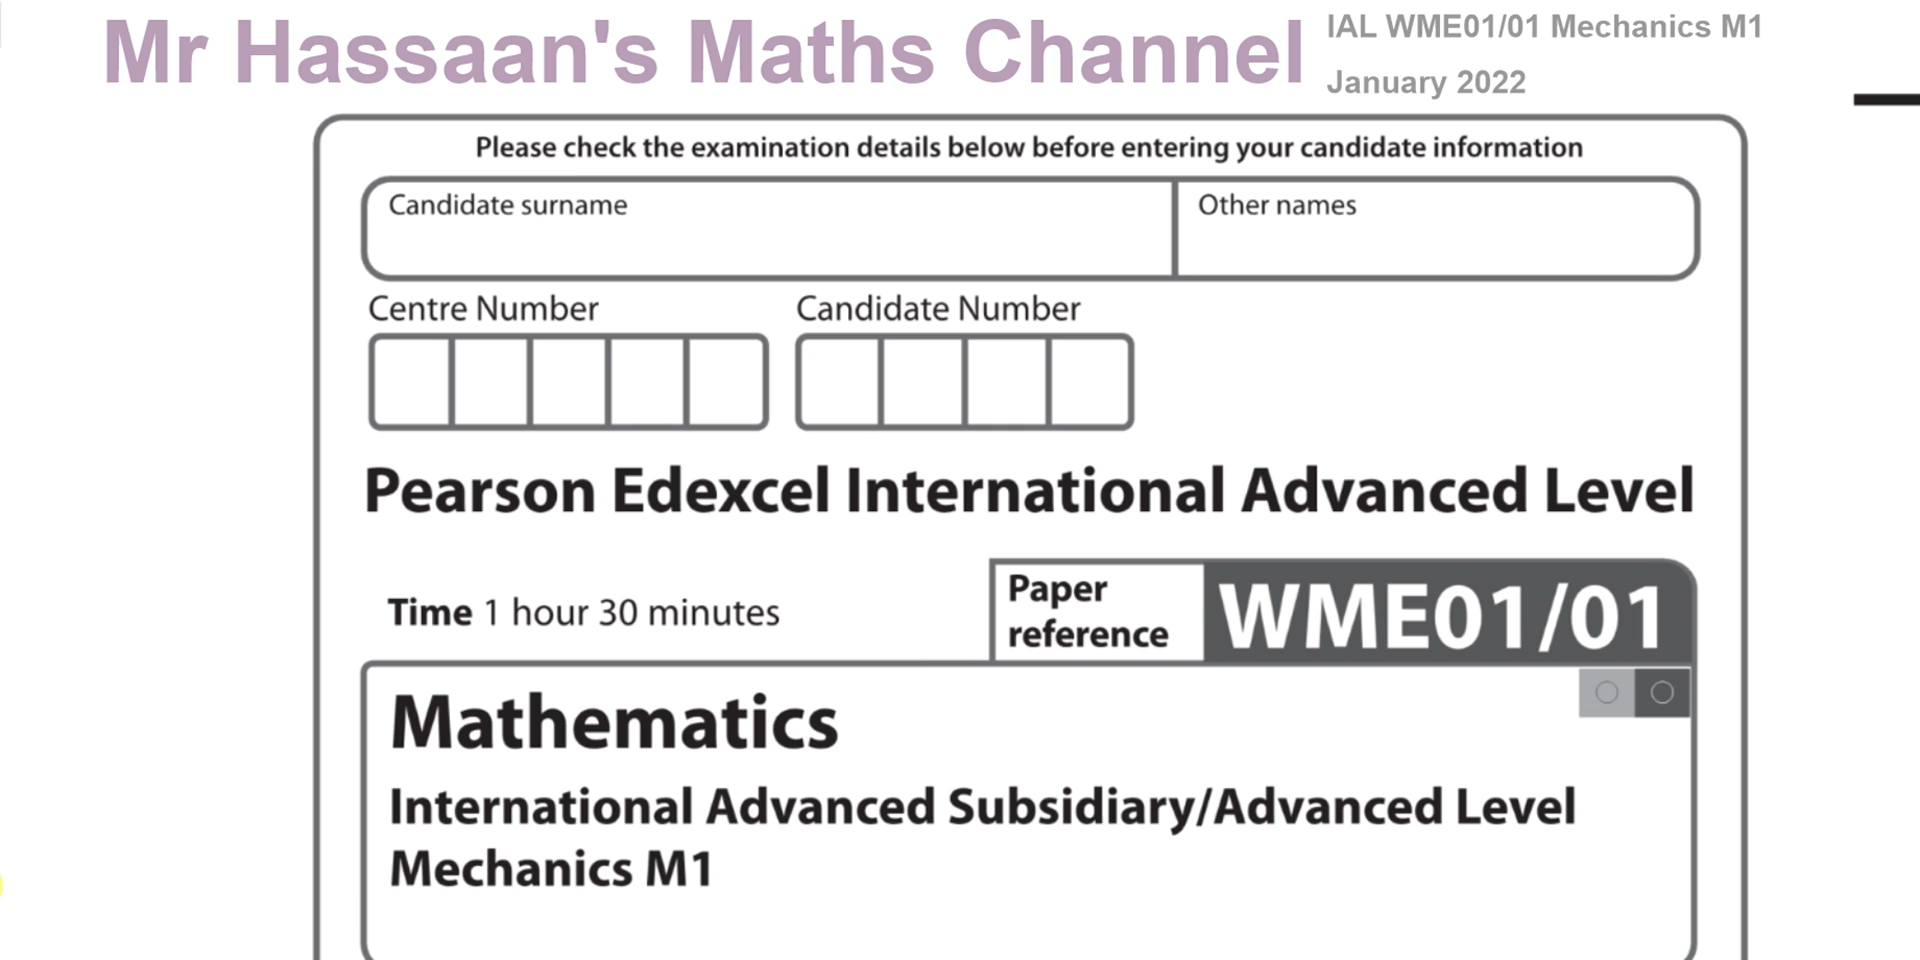 Mr Hassaan's Maths Channel
IAL WME01/01 Mechanics M1
January 2022
Please check the examination details below before entering your candidate information
Candidate surname
Other names
Centre Number
Candidate Number
Pearson Edexcel International Advanced Level
Time 1 hour 30 minutes
Paper
reference
WME01/01
Mathematics
International Advanced Subsidiary/Advanced Level
Mechanics M1